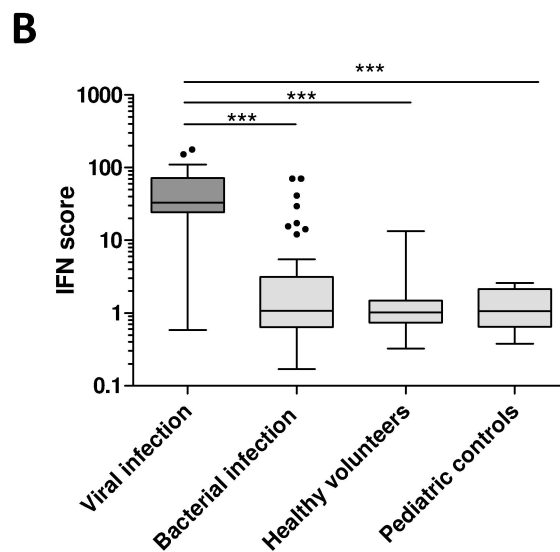 B
***
***
***
1000
100
10
1
0.1
IFN score
Viral infection
Bacterial infection
Healthy volunteers
Pediatric controls